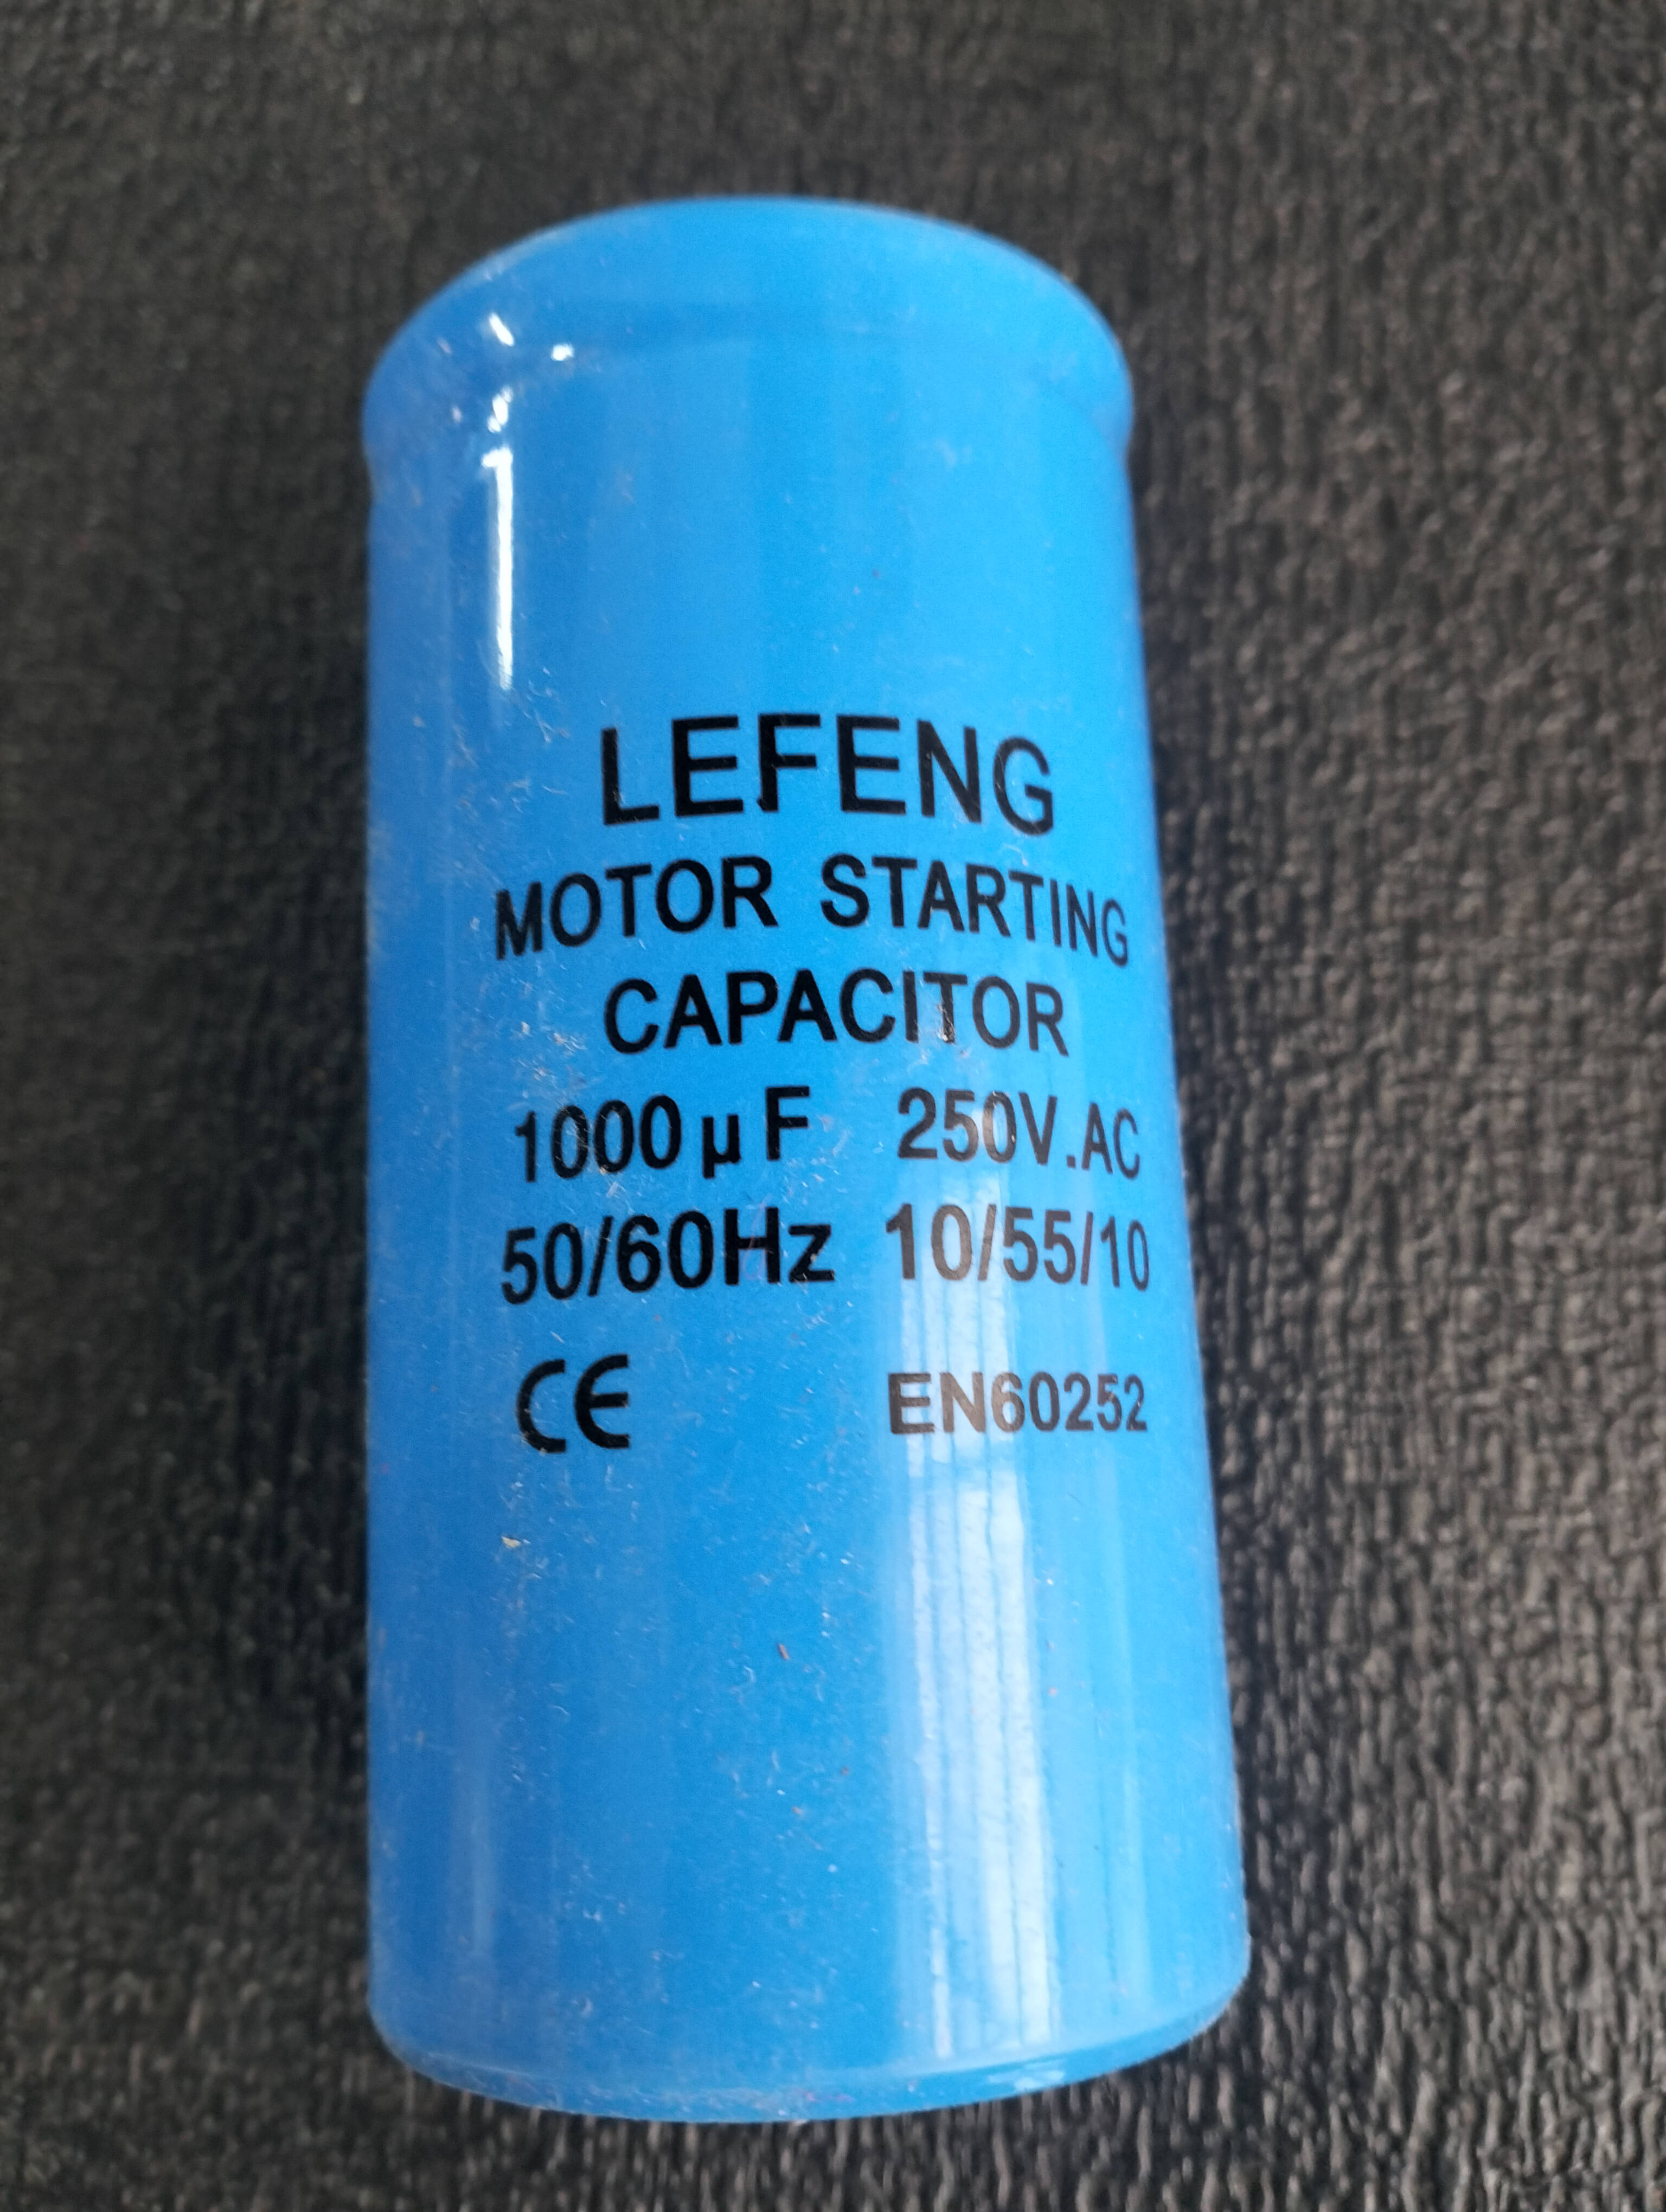 LEFENG
MOTOR STARTING
CAPACITOR
1000 µF 250V.AC
50/60Hz 10/55/10
CE EN60252